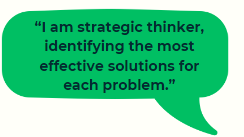 “I am strategic thinker,
identifying the most
effective solutions for
each problem.”